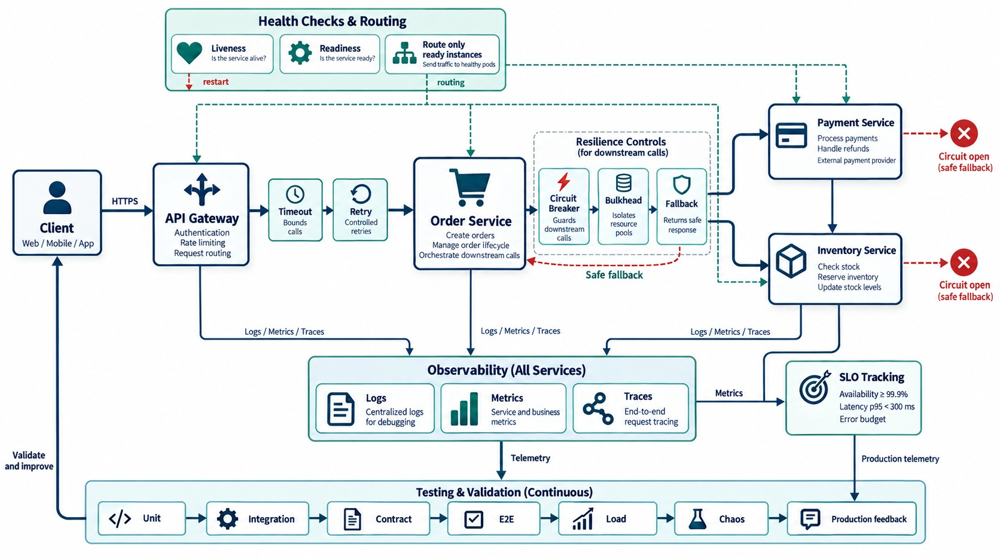 Health Checks & Routing
Liveness
Is the service alive?
Readiness
Is the service ready?
Route only
ready instances
Send traffic to healthy pods
restart
routing
Client
Web / Mobile / App
HTTPS
API Gateway
Authentication
Rate limiting
Request routing
Timeout
Bounds
calls
Retry
Controlled
retries
Order Service
Create orders
Manage order lifecycle
Orchestrate downstream calls
Resilience Controls
(for downstream calls)
Circuit
Breaker
Guards
downstream
calls
Bulkhead
Isolates
resource
pools
Fallback
Returns safe
response
Safe fallback
Payment Service
Process payments
Handle refunds
External payment provider
Circuit open
(safe fallback)
Inventory Service
Check stock
Reserve inventory
Update stock levels
Circuit open
(safe fallback)
Logs / Metrics / Traces
Logs / Metrics / Traces
Logs / Metrics / Traces
Observability (All Services)
Logs
Centralized logs
for debugging
Metrics
Service and business
metrics
Traces
End-to-end
request tracing
Metrics
SLO Tracking
Availability ≥ 99.9%
Latency p95 < 300 ms
Error budget
Validate
and improve
Telemetry
Production telemetry
Testing & Validation (Continuous)
Unit
Integration
Contract
E2E
Load
Chaos
Production feedback